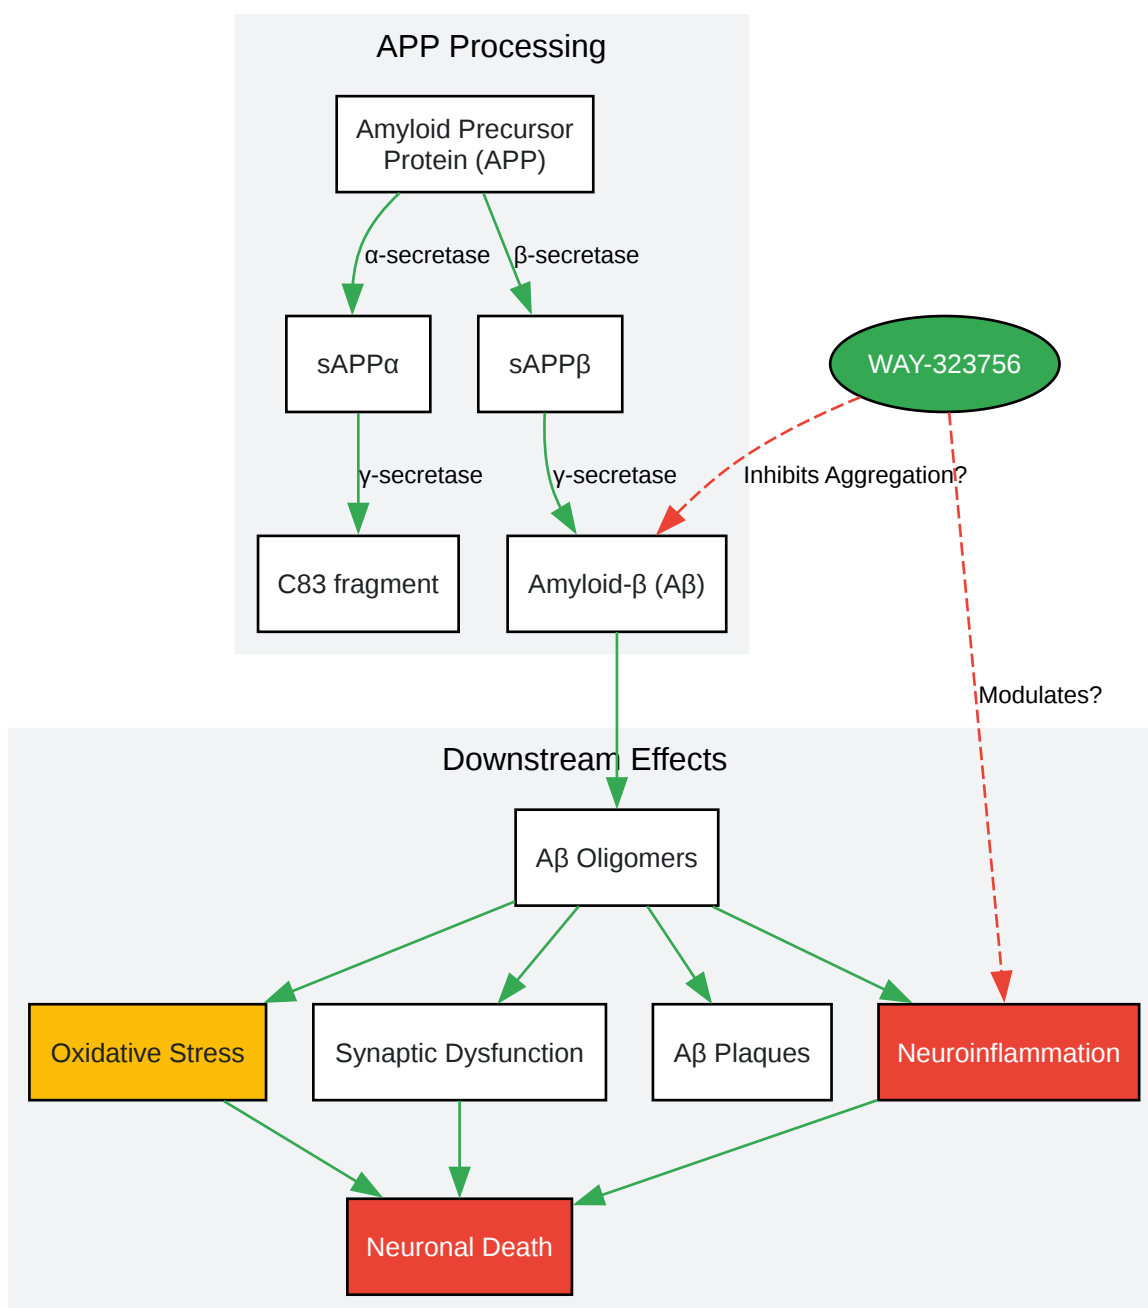 APP Processing
Amyloid Precursor
Protein (APP)
α-secretase
β-secretase
sAPPα
sAPPβ
WAY-323756
γ-secretase
γ-secretase
Inhibits Aggregation?
C83 fragment
Amyloid-β (Aβ)
Modulates?
Downstream Effects
Aβ Oligomers
Oxidative Stress
Synaptic Dysfunction
Aβ Plaques
Neuroinflammation
Neuronal Death